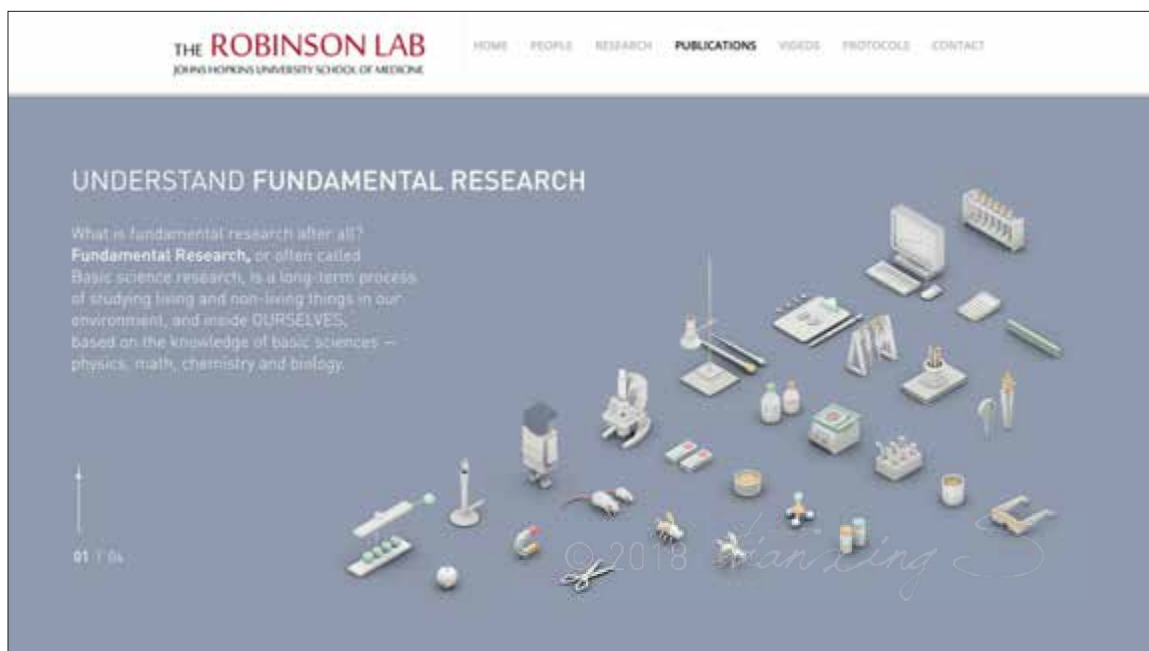 THE ROBINSON LAB
JOHNS HOPKINS UNIVERSITY SCHOOL OF MEDICINE
HOME PEOPLE RESEARCH PUBLICATIONS VIDEOS PROTOCOLS CONTACT
UNDERSTAND FUNDAMENTAL RESEARCH
What is fundamental research after all?
Fundamental Research, or often called
Basic science research, is a long-term process
of studying living and non-living things in our
environment, and inside OURSELVES,
based on the knowledge of basic sciences —
physics, math, chemistry and biology.
01 / 04
© 2018